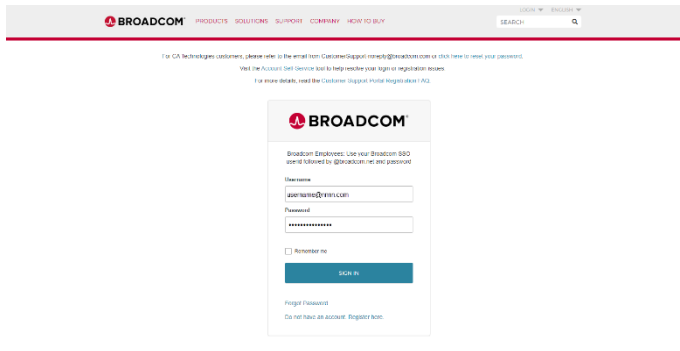 LOGIN ENGLISH
BROADCOM PRODUCTS SOLUTIONS SUPPORT COMPANY HOW TO BUY SEARCH
For CA Technologies customers, please refer to the email from CustomerSupport-noreply@broadcom.com or click here to reset your password.
Visit the Account Self Service tool to help resolve your login or registration issues.
For more details, read the Customer Support Portal Registration FAQ.
BROADCOM
Broadcom Employees: Use your Broadcom SSO
userid followed by @broadcom.net and password
Username
username@mm.com
Password
Remember me
SIGN IN
Forgot Password
Do not have an account. Register here.